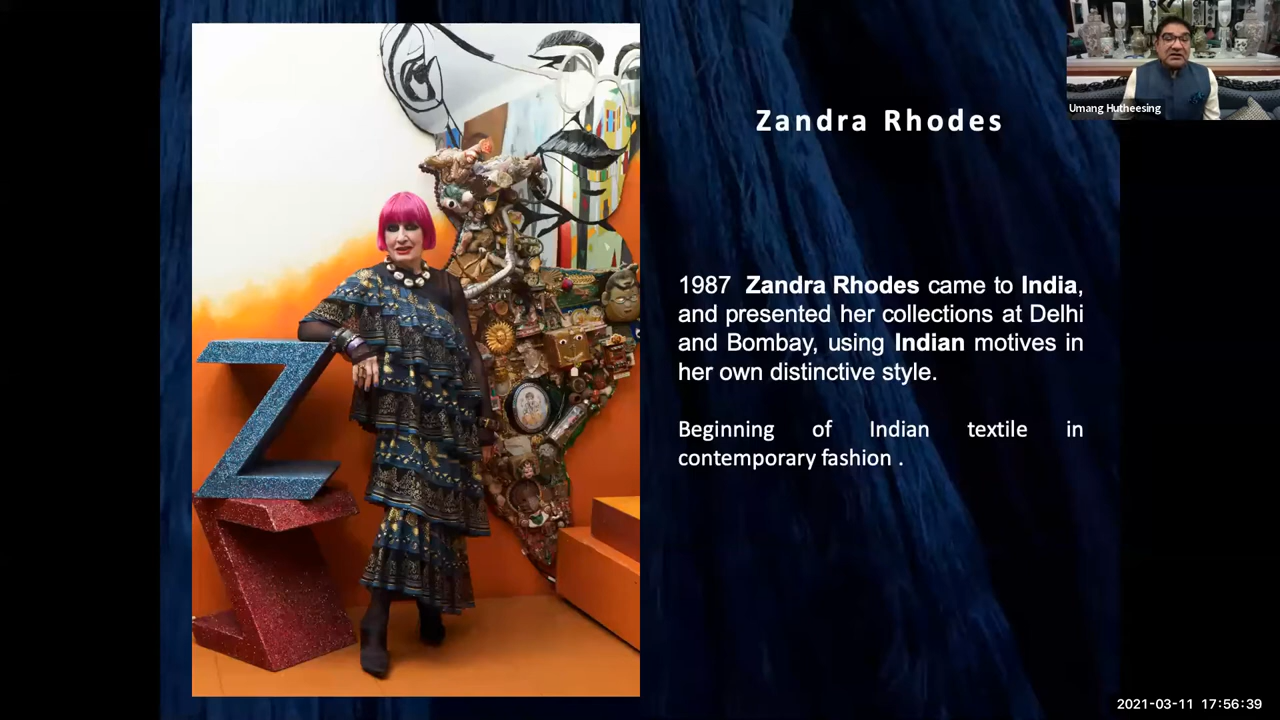 Zandra Rhodes
Umang Hutheesing
1987 Zandra Rhodes came to India,
and presented her collections at Delhi
and Bombay, using Indian motives in
her own distinctive style.
Beginning of Indian textile in
contemporary fashion .
2021-03-11 17:56:39